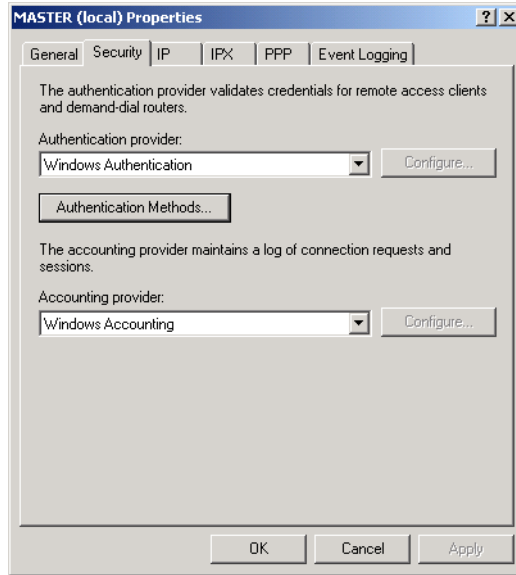 MASTER (local) Properties
General Security IP IPX PPP Event Logging
The authentication provider validates credentials for remote access clients
and demand-dial routers.
Authentication provider:
Windows Authentication Configure...
Authentication Methods...
The accounting provider maintains a log of connection requests and
sessions.
Accounting provider:
Windows Accounting Configure...
OK Cancel Apply